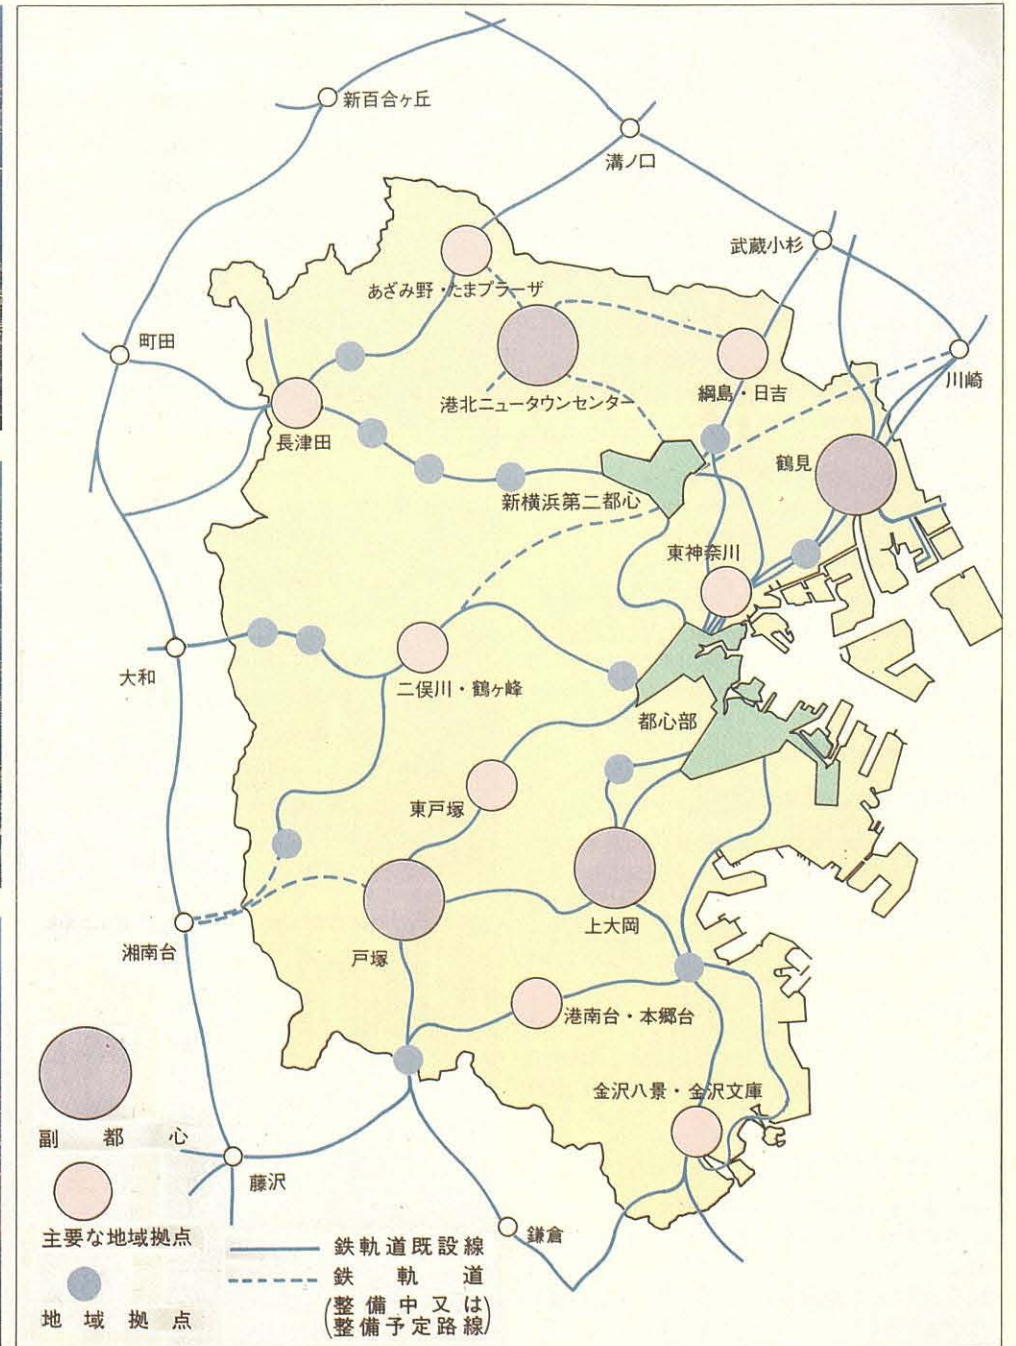 新百合ヶ丘
溝ノ口
武蔵小杉
あざみ野・たまプラーザ
町田
川崎
港北ニュータウンセンター
綱島・日吉
長津田
鶴見
新横浜第二都心
東神奈川
大和
二俣川・鶴ヶ峰
都心部
東戸塚
上大岡
湘南台
戸塚
港南台・本郷台
金沢八景・金沢文庫
副都心
藤沢
主要な地域拠点
鎌倉
鉄軌道既設線
鉄軌道
(整備中又は
整備予定路線)
地域拠点